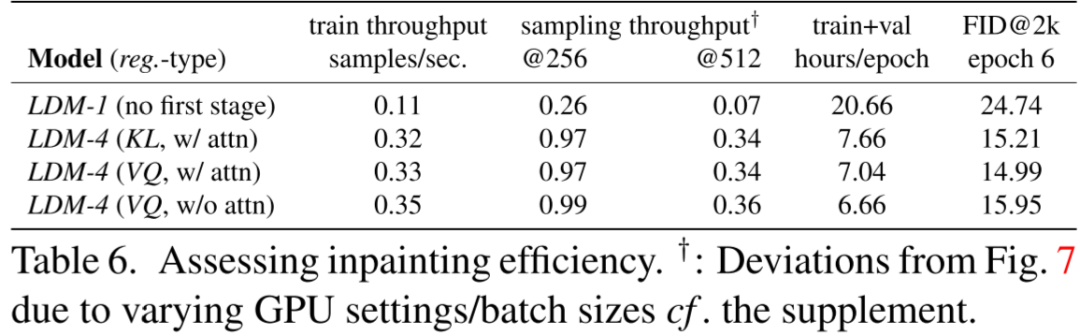 train throughput sampling throughput† train+val FID@2k
Model (reg.-type) samples/sec. @256 @512 hours/epoch epoch 6
LDM-1 (no first stage) 0.11 0.26 0.07 20.66 24.74
LDM-4 (KL, w/ attn) 0.32 0.97 0.34 7.66 15.21
LDM-4 (VQ, w/ attn) 0.33 0.97 0.34 7.04 14.99
LDM-4 (VQ, w/o attn) 0.35 0.99 0.36 6.66 15.95
Table 6. Assessing inpainting efficiency. †: Deviations from Fig. 7
due to varying GPU settings/batch sizes cf. the supplement.